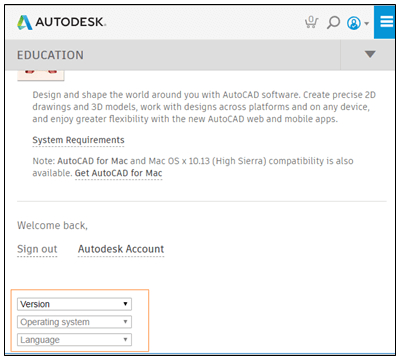 AUTODESK
0
EDUCATION
Design and shape the world around you with AutoCAD software. Create precise 2D
drawings and 3D models, work with designs across platforms and on any device,
and enjoy greater flexibility with the new AutoCAD web and mobile apps.
System Requirements
Note: AutoCAD for Mac and Mac OS x 10.13 (High Sierra) compatibility is also
available. Get AutoCAD for Mac
Welcome back,
Sign out Autodesk Account
Version
Operating system
Language